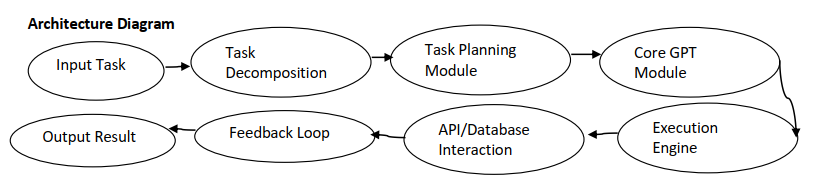 Architecture Diagram
Input Task
Task
Decomposition
Task Planning
Module
Core GPT
Module
Execution
Engine
API/Database
Interaction
Feedback Loop
Output Result